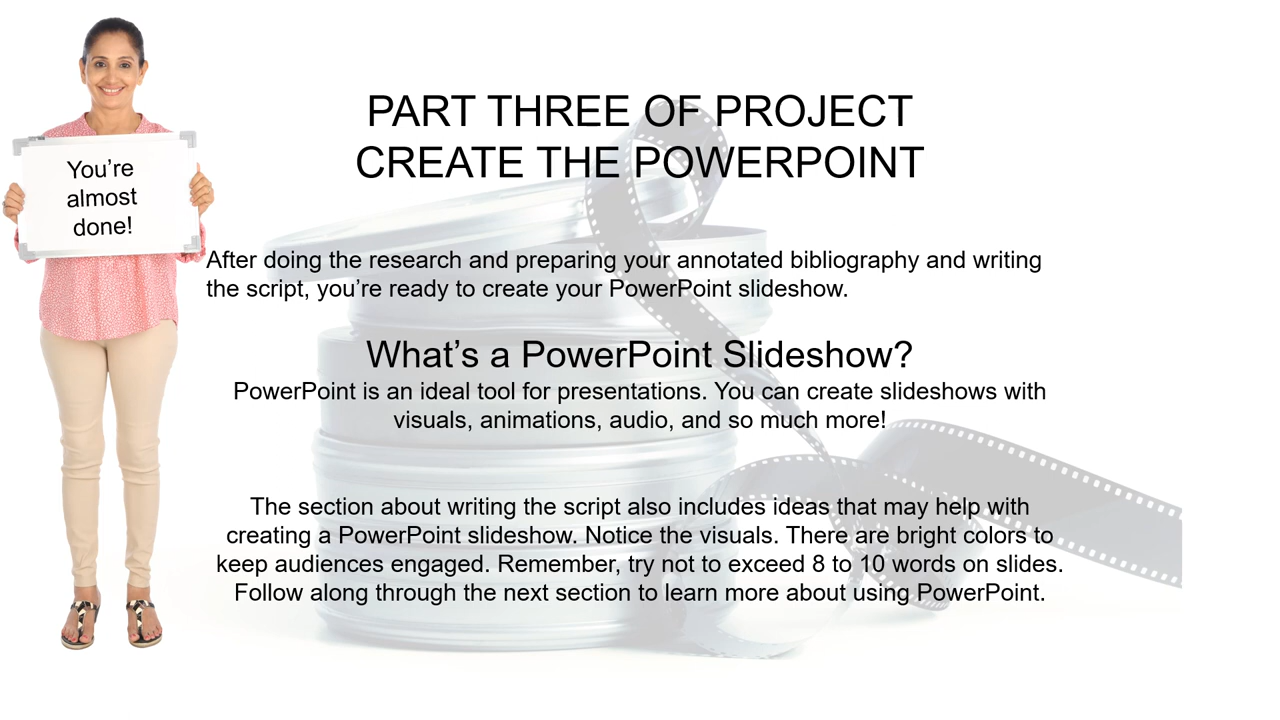 You’re
almost
done!
PART THREE OF PROJECT
CREATE THE POWERPOINT
After doing the research and preparing your annotated bibliography and writing
the script, you’re ready to create your PowerPoint slideshow.
What’s a PowerPoint Slideshow?
PowerPoint is an ideal tool for presentations. You can create slideshows with
visuals, animations, audio, and so much more!
The section about writing the script also includes ideas that may help with
creating a PowerPoint slideshow. Notice the visuals. There are bright colors to
keep audiences engaged. Remember, try not to exceed 8 to 10 words on slides.
Follow along through the next section to learn more about using PowerPoint.